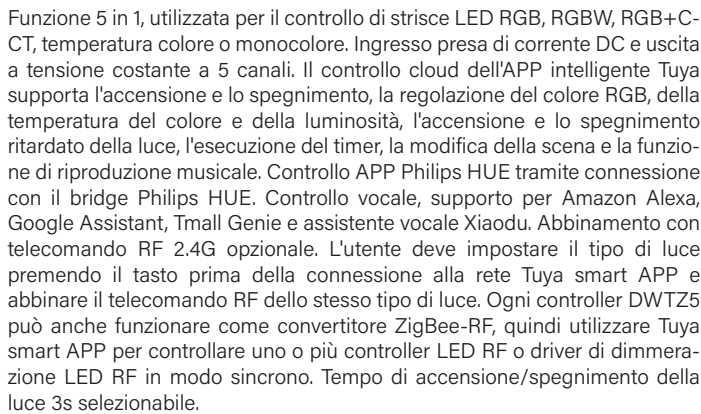 Funzione 5 in 1, utilizzata per il controllo di strisce LED RGB, RGBW, RGB+C-
CT, temperatura colore o monocolore. Ingresso presa di corrente DC e uscita
a tensione costante a 5 canali. Il controllo cloud dell'APP intelligente Tuya
supporta l'accensione e lo spegnimento, la regolazione del colore RGB, della
temperatura del colore e della luminosità, l'accensione e lo spegnimento
ritardato della luce, l'esecuzione del timer, la modifica della scena e la funzio-
ne di riproduzione musicale. Controllo APP Philips HUE tramite connessione
con il bridge Philips HUE. Controllo vocale, supporto per Amazon Alexa,
Google Assistant, Tmall Genie e assistente vocale Xiaodu. Abbinamento con
telecomando RF 2.4G opzionale. L'utente deve impostare il tipo di luce
premendo il tasto prima della connessione alla rete Tuya smart APP e
abbinare il telecomando RF dello stesso tipo di luce. Ogni controller DWTZ5
può anche funzionare come convertitore ZigBee-RF, quindi utilizzare Tuya
smart APP per controllare uno o più controller LED RF o driver di dimmera-
zione LED RF in modo sincrono. Tempo di accensione/spegnimento della
luce 3s selezionabile.